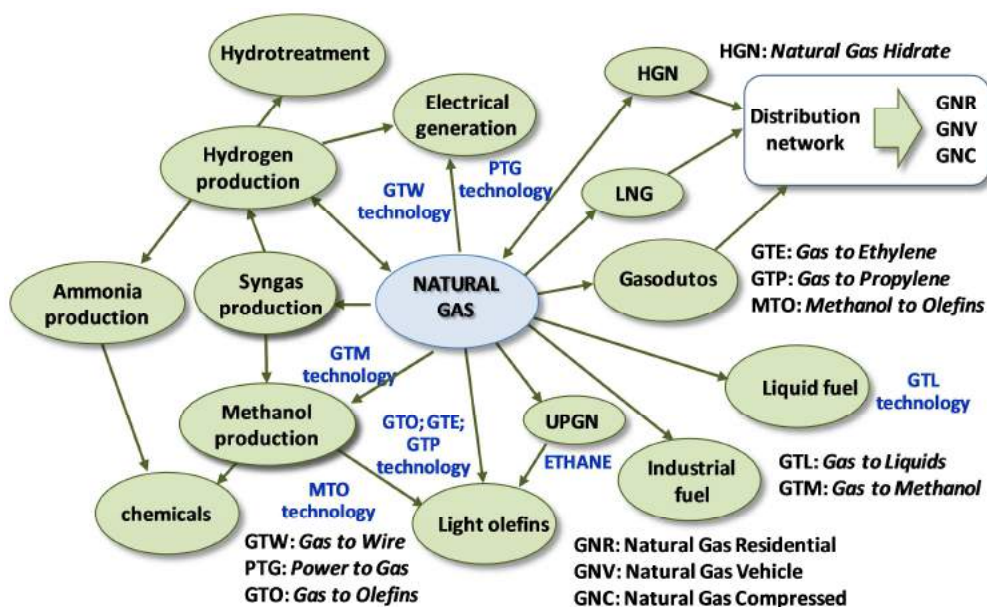 Hydrotreatment
HGN: Natural Gas Hidrate
HGN
Electrical
generation
Distribution
network
GNR
GNV
GNC
Hydrogen
production
PTG
technology
GTW
technology
LNG
Ammonia
production
Syngas
production
NATURAL
GAS
Gasodutos
GTE: Gas to Ethylene
GTP: Gas to Propylene
MTO: Methanol to Olefins
GTM
technology
Liquid fuel
GTL
technology
Methanol
production
GTO; GTE;
GTP
technology
UPGN
ETHANE
Industrial
fuel
GTL: Gas to Liquids
GTM: Gas to Methanol
chemicals
MTO
technology
Light olefins
GTW: Gas to Wire
PTG: Power to Gas
GTO: Gas to Olefins
GNR: Natural Gas Residential
GNV: Natural Gas Vehicle
GNC: Natural Gas Compressed